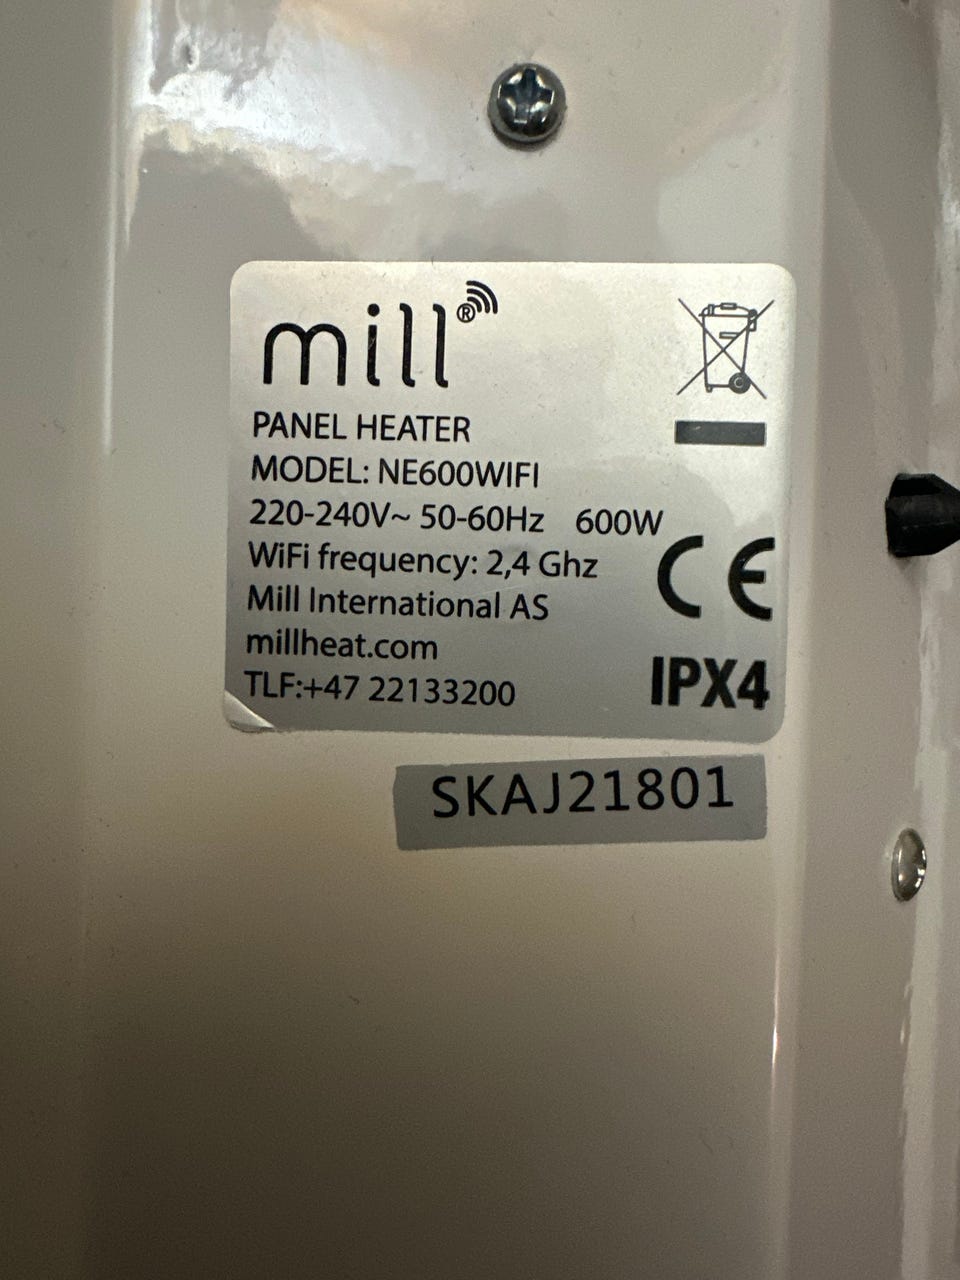 mill®
PANEL HEATER
MODEL: NE600WIFI
220-240V~ 50-60Hz 600W
WiFi frequency: 2,4 Ghz
Mill International AS
millheat.com
TLF:+47 22133200
CE
IPX4
SKAJ21801